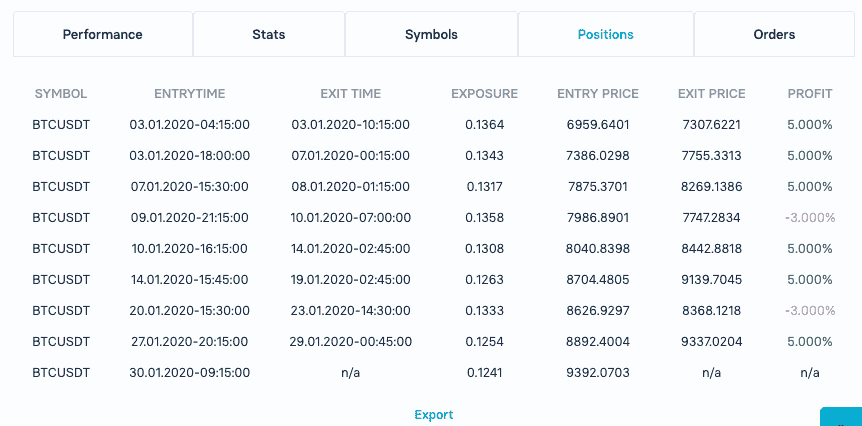 Performance Stats Symbols Positions Orders
SYMBOL ENTRYTIME EXIT TIME EXPOSURE ENTRY PRICE EXIT PRICE PROFIT
BTCUSDT 03.01.2020-04:15:00 03.01.2020-10:15:00 0.1364 6959.6401 7307.6221 5.000%
BTCUSDT 03.01.2020-18:00:00 07.01.2020-00:15:00 0.1343 7386.0298 7755.3313 5.000%
BTCUSDT 07.01.2020-15:30:00 08.01.2020-01:15:00 0.1317 7875.3701 8269.1386 5.000%
BTCUSDT 09.01.2020-21:15:00 10.01.2020-07:00:00 0.1358 7986.8901 7747.2834 -3.000%
BTCUSDT 10.01.2020-16:15:00 14.01.2020-02:45:00 0.1308 8040.8398 8442.8818 5.000%
BTCUSDT 14.01.2020-15:45:00 19.01.2020-02:45:00 0.1263 8704.4805 9139.7045 5.000%
BTCUSDT 20.01.2020-15:30:00 23.01.2020-14:30:00 0.1333 8626.9297 8368.1218 -3.000%
BTCUSDT 27.01.2020-20:15:00 29.01.2020-00:45:00 0.1254 8892.4004 9337.0204 5.000%
BTCUSDT 30.01.2020-09:15:00 n/a 0.1241 9392.0703 n/a n/a
Export